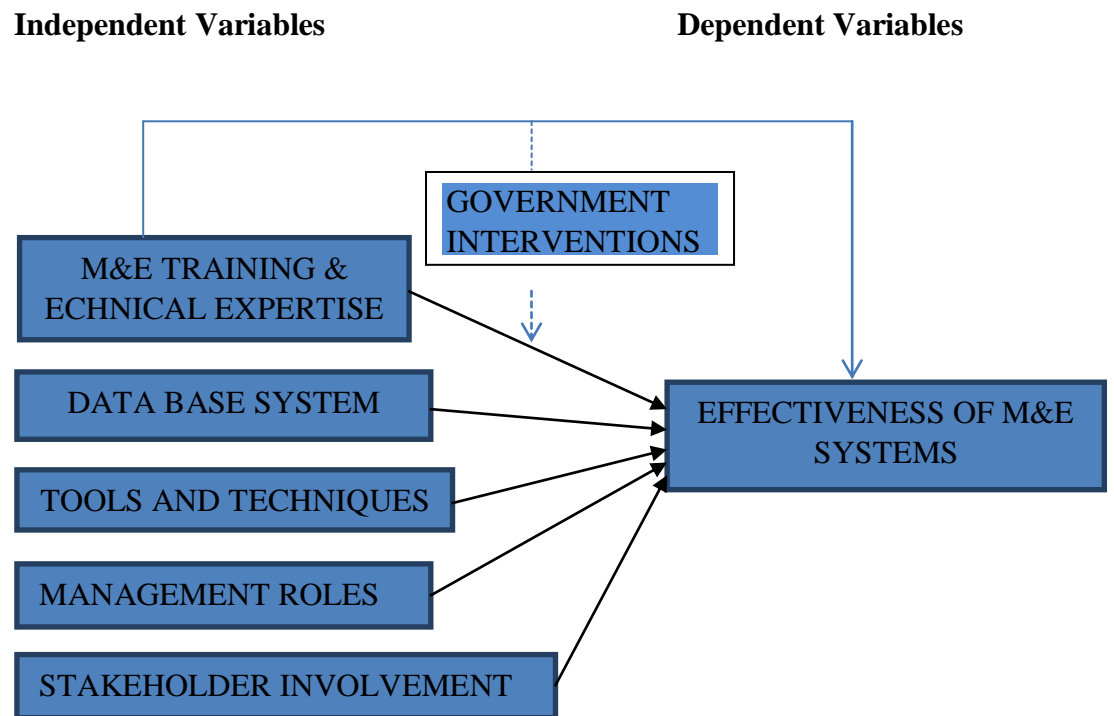 Independent Variables
Dependent Variables
GOVERNMENT
INTERVENTIONS
M&E TRAINING &
ECHNICAL EXPERTISE
DATA BASE SYSTEM
EFFECTIVENESS OF M&E
SYSTEMS
TOOLS AND TECHNIQUES
MANAGEMENT ROLES
STAKEHOLDER INVOLVEMENT